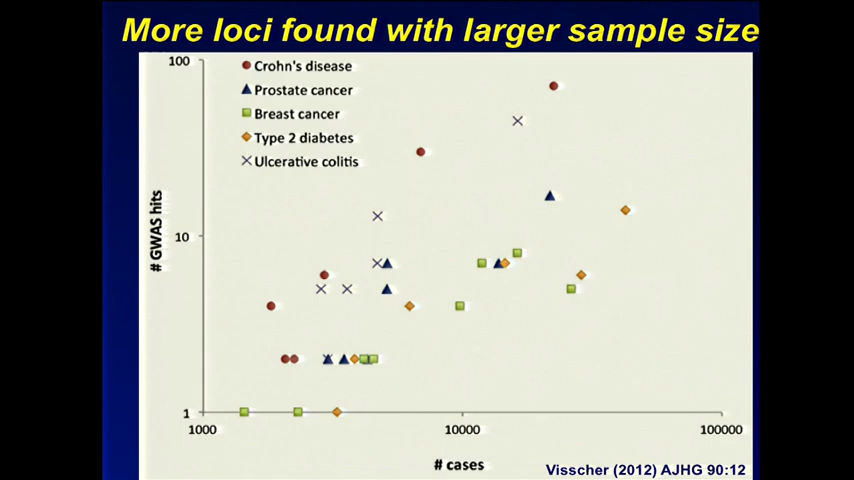 More loci found with larger sample size
100
Crohn's disease
Prostate cancer
Breast cancer
Type 2 diabetes
Ulcerative colitis
# GWAS hits
10
1
1000
10000
100000
# cases
Visscher (2012) AJHG 90:12